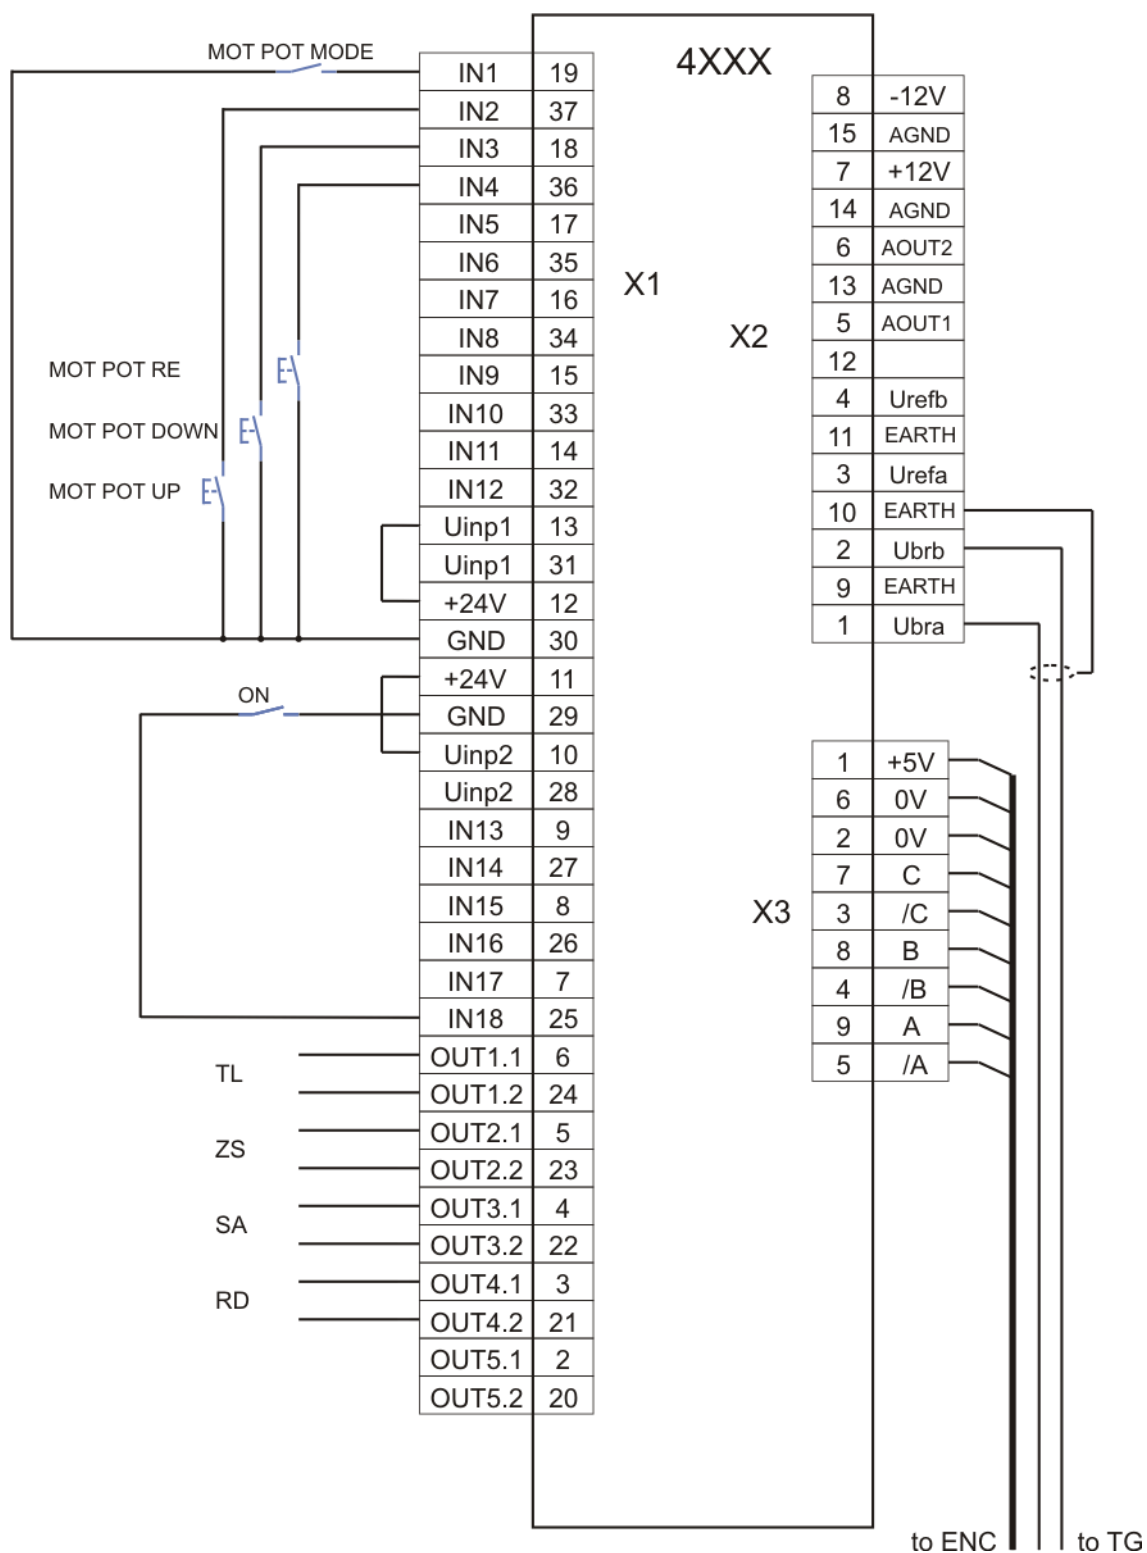 MOT POT MODE
4XXX
IN1 19
IN2 37
IN3 18
IN4 36
IN5 17
IN6 35
IN7 16
IN8 34
IN9 15
IN10 33
IN11 14
IN12 32
Uinp1 13
Uinp1 31
+24V 12
GND 30
+24V 11
GND 29
Uinp2 10
Uinp2 28
IN13 9
IN14 27
IN15 8
IN16 26
IN17 7
IN18 25
OUT1.1 6
OUT1.2 24
OUT2.1 5
OUT2.2 23
OUT3.1 4
OUT3.2 22
OUT4.1 3
OUT4.2 21
OUT5.1 2
OUT5.2 20
MOT POT RE
MOT POT DOWN
MOT POT UP
ON
TL
ZS
SA
RD
X1
X2
8 -12V
15 AGND
7 +12V
14 AGND
6 AOUT2
13 AGND
5 AOUT1
12
4 Urefb
11 EARTH
3 Urefa
10 EARTH
2 Ubrb
9 EARTH
1 Ubra
X3
1 +5V
6 0V
2 0V
7 C
3 /C
8 B
4 /B
9 A
5 /A
to ENC
to TG